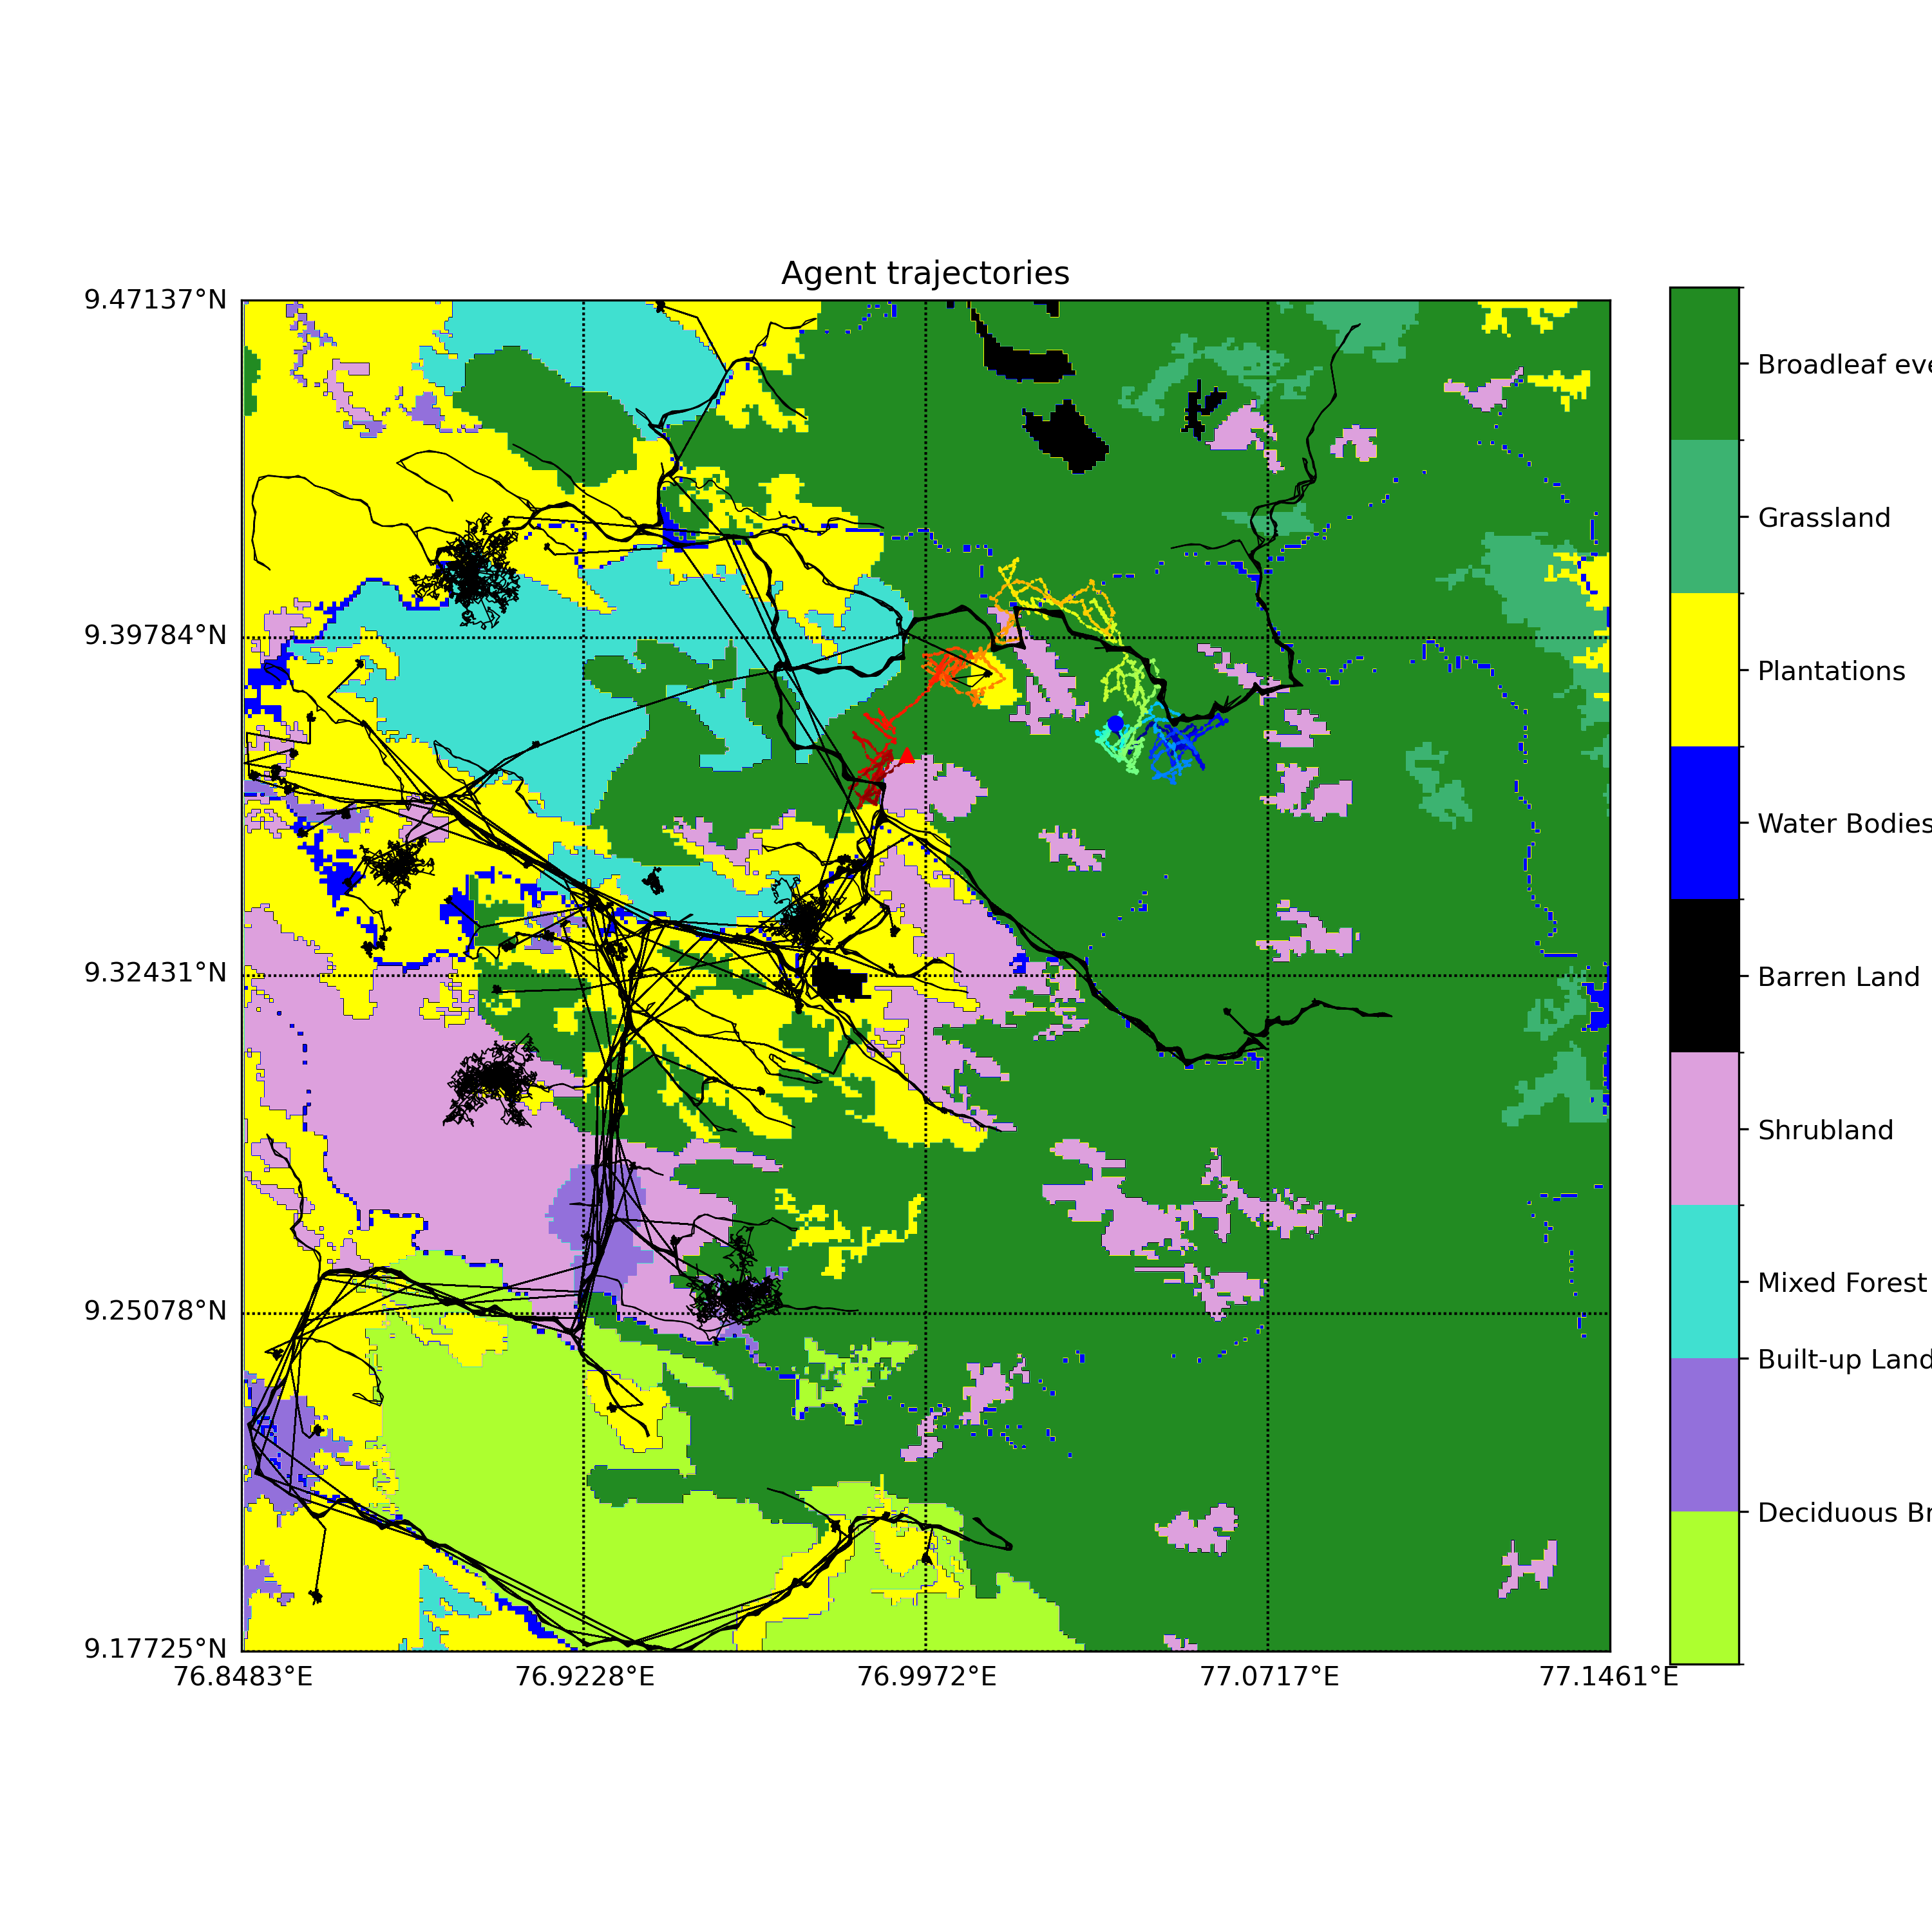 Agent trajectories
9.47137°N
9.39784°N
9.32431°N
9.25078°N
9.17725°N
76.8483°E
76.9228°E
76.9972°E
77.0717°E
77.1461°E
Broadleaf eve
Grassland
Plantations
Water Bodies
Barren Land
Shrubland
Mixed Forest
Built-up Land
Deciduous Br